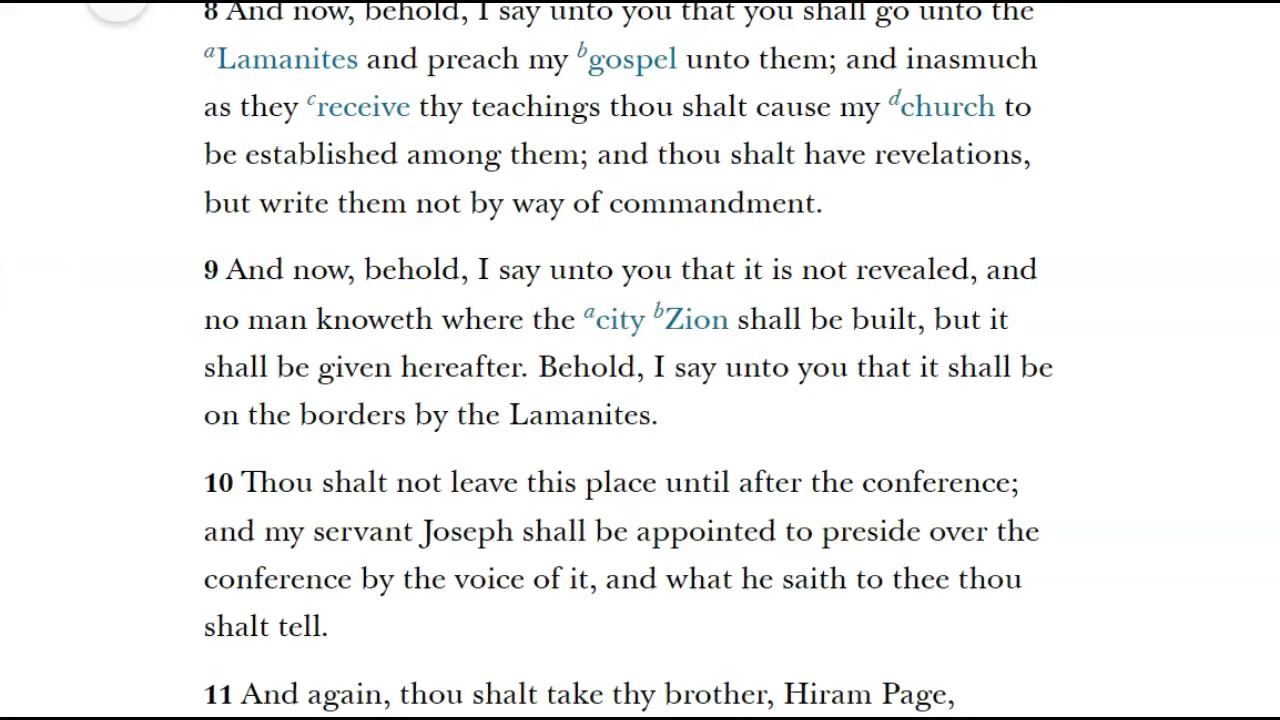 8 And now, behold, I say unto you that you shall go unto the
aLamanites and preach my bgospel unto them; and inasmuch
as they creceive thy teachings thou shalt cause my dchurch to
be established among them; and thou shalt have revelations,
but write them not by way of commandment.
9 And now, behold, I say unto you that it is not revealed, and
no man knoweth where the acity bZion shall be built, but it
shall be given hereafter. Behold, I say unto you that it shall be
on the borders by the Lamanites.
10 Thou shalt not leave this place until after the conference;
and my servant Joseph shall be appointed to preside over the
conference by the voice of it, and what he saith to thee thou
shalt tell.
11 And again, thou shalt take thy brother, Hiram Page,